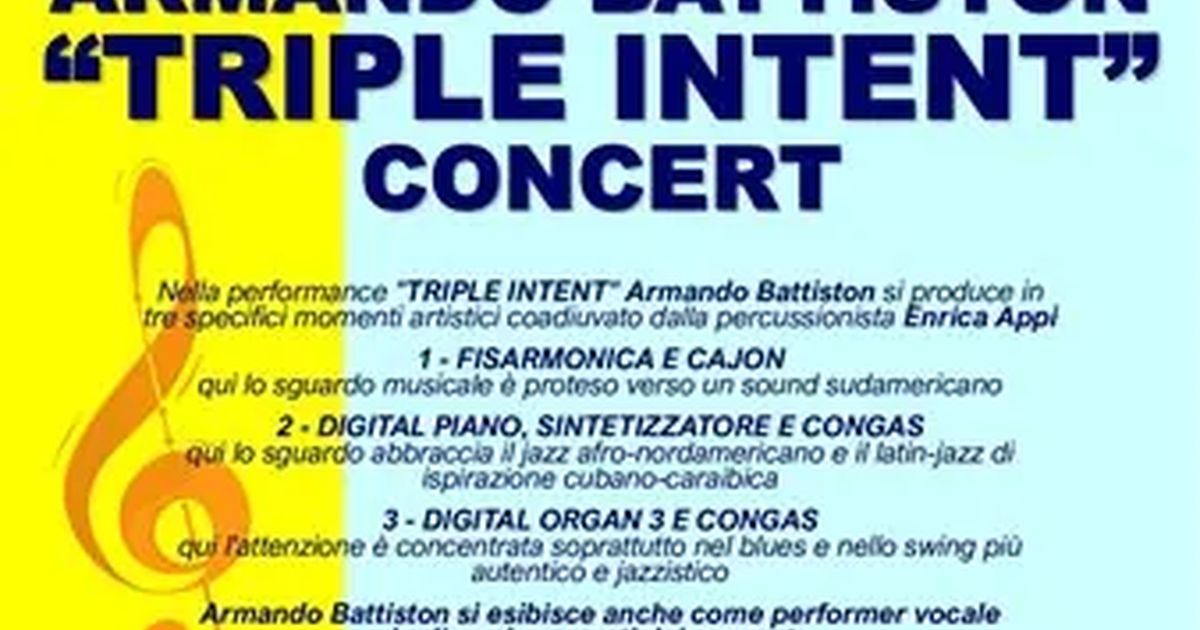 ARMANDO BATTISTON
“TRIPLE INTENT”
CONCERT
Nella performance "TRIPLE INTENT" Armando Battiston si produce in
tre specifici momenti artistici coadiuvato dalla percussionista Enrica Appi
1 - FISARMONICA E CAJON
qui lo sguardo musicale è proteso verso un sound sudamericano
2 - DIGITAL PIANO, SINTETIZZATORE E CONGAS
qui lo sguardo abbraccia il jazz afro-nordamericano e il latin-jazz di
ispirazione cubano-caraibica
3 - DIGITAL ORGAN 3 E CONGAS
qui l'attenzione è concentrata soprattutto nel blues e nello swing più
autentico e jazzistico
Armando Battiston si esibisce anche come performer vocale